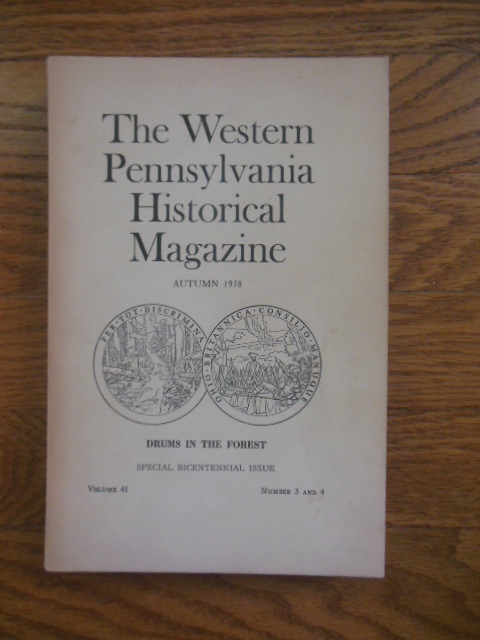 The Western
Pennsylvania
Historical
Magazine
AUTUMN 1958
PER·TOT·DISCRIMINA
OHIO·BRITANNICA·CONSILIO·MANUQUE
DRUMS IN THE FOREST
SPECIAL BICENTENNIAL ISSUE
VOLUME 41
NUMBER 3 AND 4